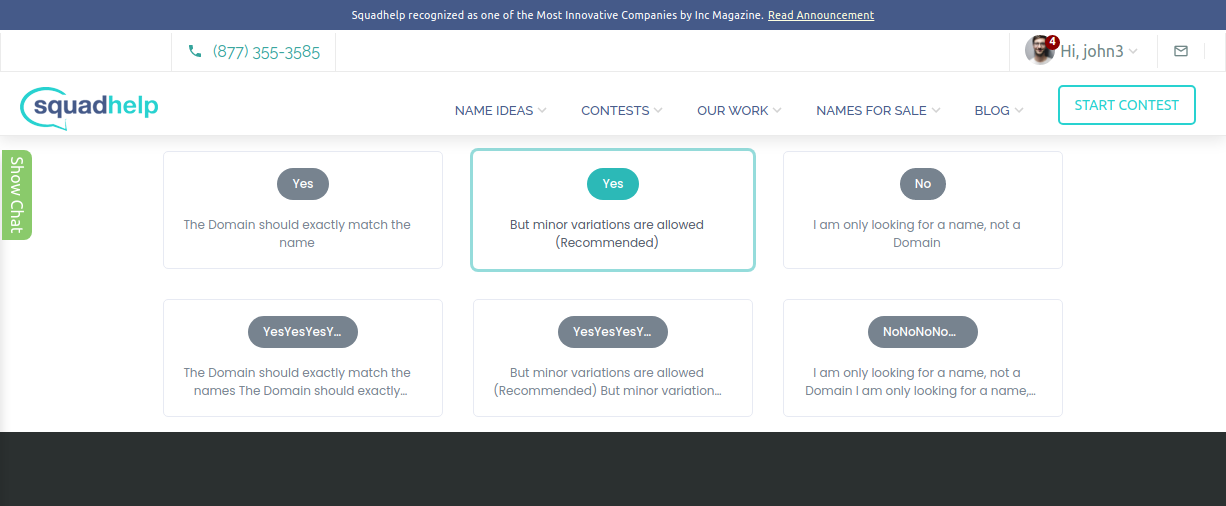 Squadhelp recognized as one of the Most Innovative Companies by Inc Magazine. Read Announcement
(877) 355-3585
4
Hi, john3
squadhelp
NAME IDEAS
CONTESTS
OUR WORK
NAMES FOR SALE
BLOG
START CONTEST
Show Chat
Yes
The Domain should exactly match the
name
Yes
But minor variations are allowed
(Recommended)
No
I am only looking for a name, not a
Domain
YesYesYesY...
The Domain should exactly match the
names The Domain should exactly...
YesYesYesY...
But minor variations are allowed
(Recommended) But minor variation...
NoNoNoNo...
I am only looking for a name, not a
Domain I am only looking for a name,...